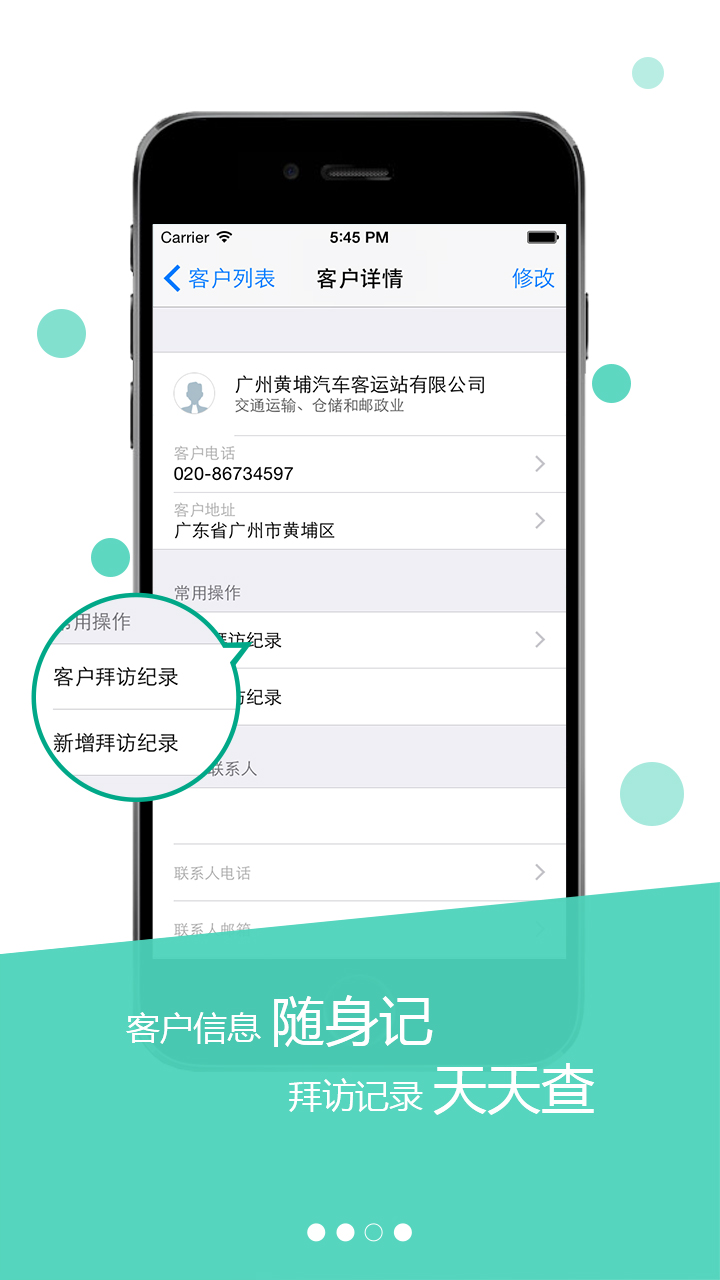 Carrier 5:45 PM
客户列表 客户详情 修改
广州黄埔汽车客运站有限公司
交通运输、仓储和邮政业
客户电话
020-86734597
客户地址
广东省广州市黄埔区
常用操作
拜访纪录
访纪录
联系人
用操作
客户拜访纪录
新增拜访纪录
联系人电话
联系人邮箱
客户信息 随身记
拜访记录 天天查